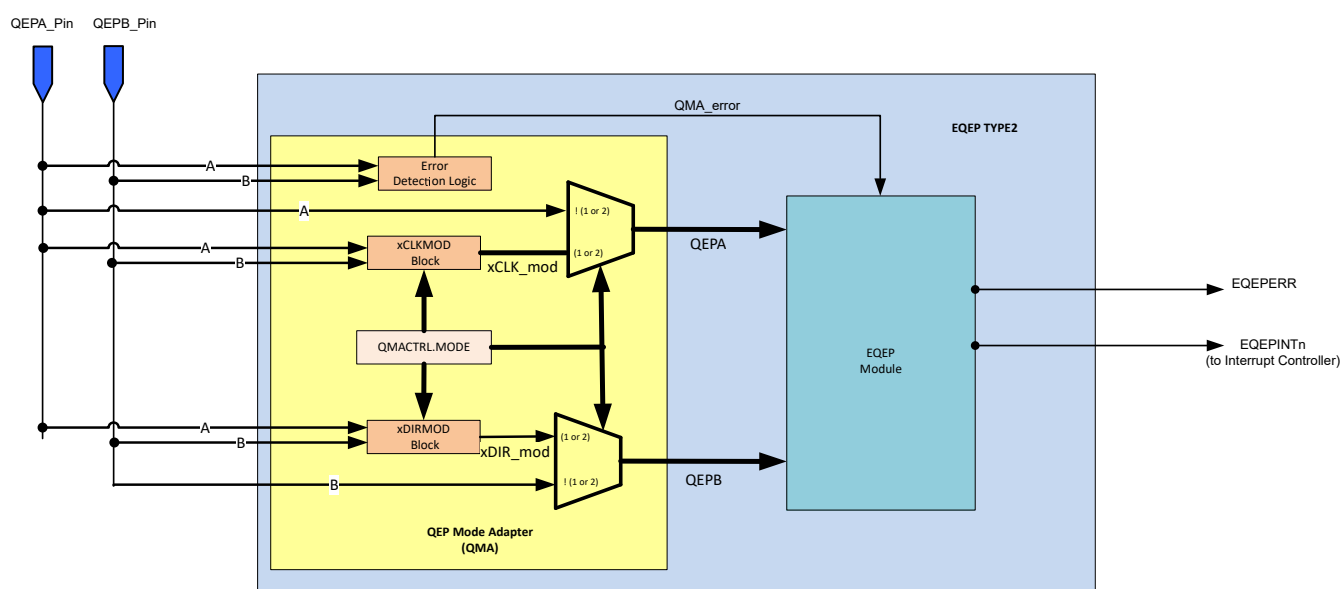 QEPA_Pin
QEPB_Pin
QMA_error
EQEP TYPE2
A
Error
Detection Logic
B
A
! (1 or 2)
A
xCLKMOD
Block
B
xCLK_mod
(1 or 2)
QEPA
EQEPERR
QMACTRL.MODE
EQEPINTn
(to Interrupt Controller)
EQEP
Module
A
xDIRMOD
Block
B
xDIR_mod
(1 or 2)
B
! (1 or 2)
QEPB
QEP Mode Adapter
(QMA)